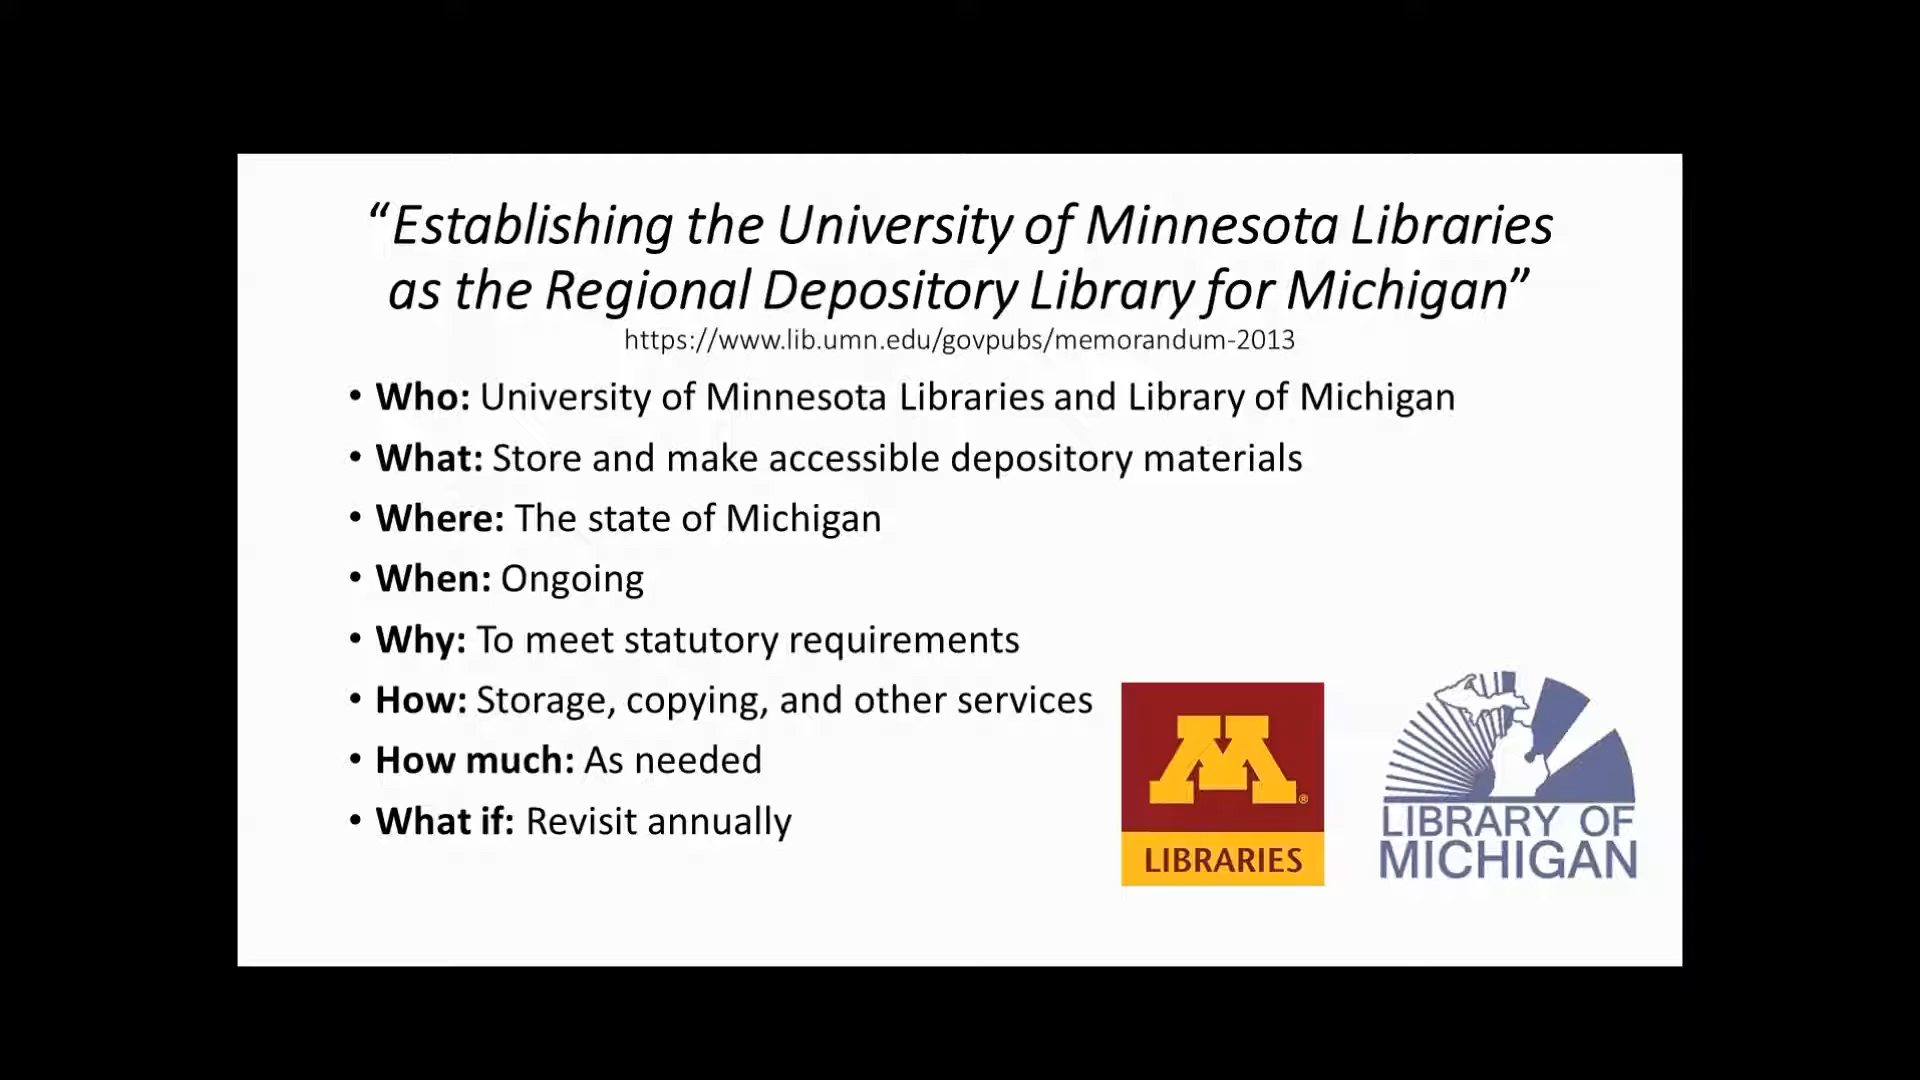 “Establishing the University of Minnesota Libraries
as the Regional Depository Library for Michigan”
https://www.lib.umn.edu/govpubs/memorandum-2013
• Who: University of Minnesota Libraries and Library of Michigan
• What: Store and make accessible depository materials
• Where: The state of Michigan
• When: Ongoing
• Why: To meet statutory requirements
• How: Storage, copying, and other services
• How much: As needed
• What if: Revisit annually
M®
LIBRARIES
LIBRARY OF
MICHIGAN